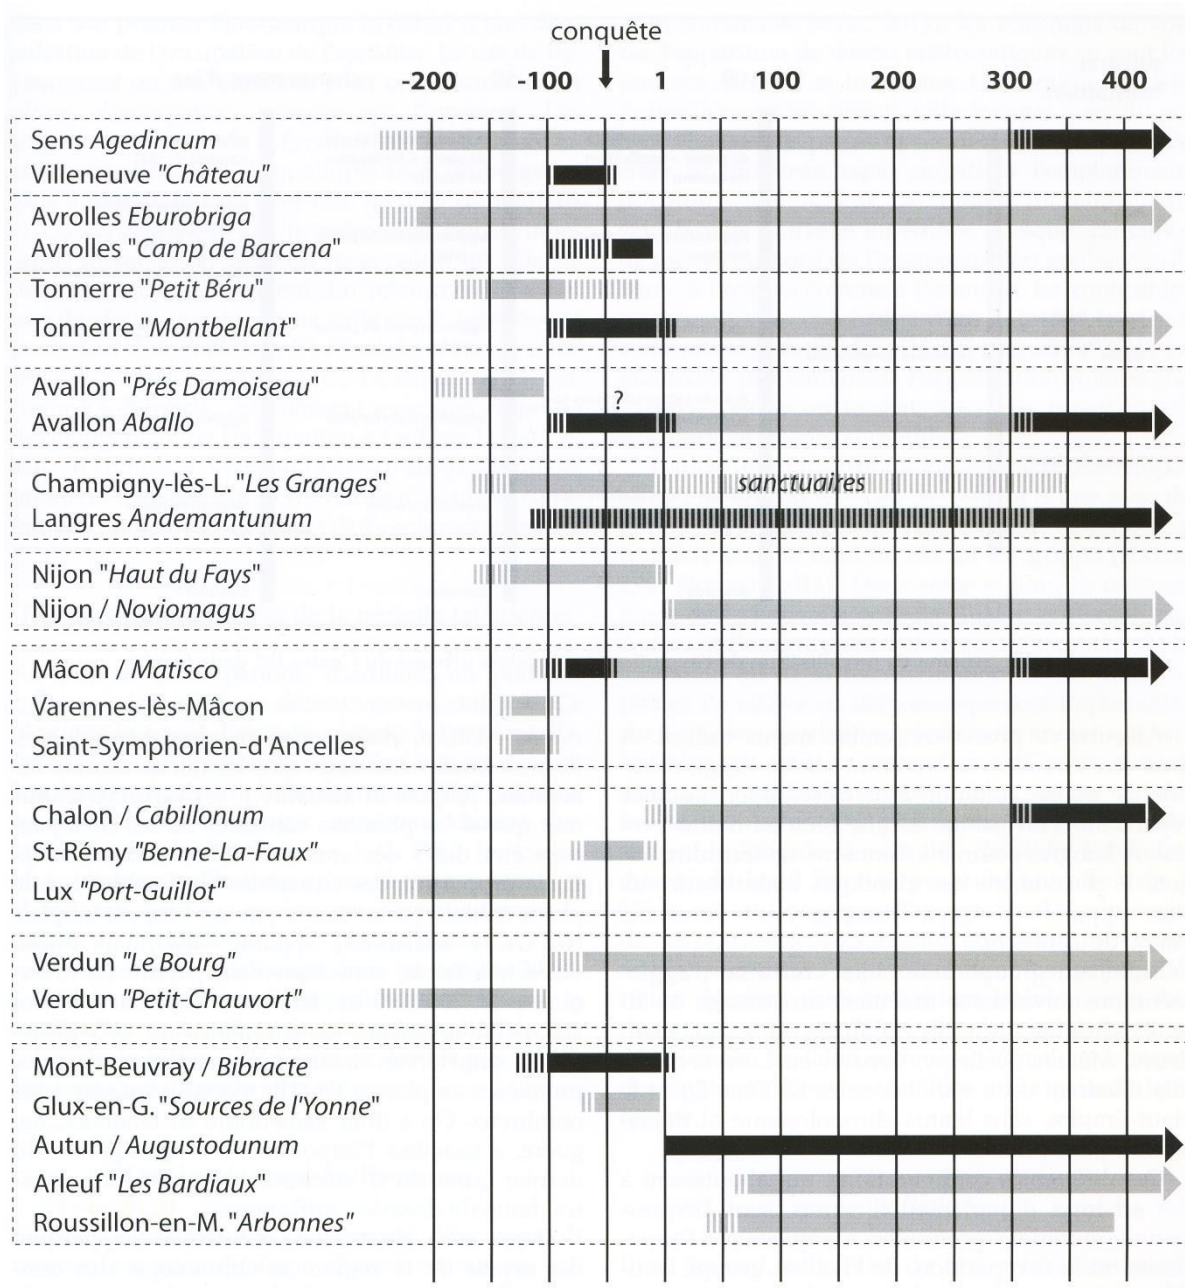 conquête
-200 -100 1 100 200 300 400
Sens Agedincum
Villeneuve "Château"
Avrolles Eburobriga
Avrolles "Camp de Barcena"
Tonnerre "Petit Béru"
Tonnerre "Montbellant"
Avallon "Prés Damoiseau"
?
Avallon Aballo
Champigny-lès-L. "Les Granges" sanctuaires
Langres Andemantunum
Nijon "Haut du Fays"
Nijon / Noviomagus
Mâcon / Matisco
Varennes-lès-Mâcon
Saint-Symphorien-d'Ancelles
Chalon / Cabillonum
St-Rémy "Benne-La-Faux"
Lux "Port-Guillot"
Verdun "Le Bourg"
Verdun "Petit-Chauvort"
Mont-Beuvray / Bibracte
Glux-en-G. "Sources de l'Yonne"
Autun / Augustodunum
Arleuf "Les Bardiaux"
Roussillon-en-M. "Arbonnes"